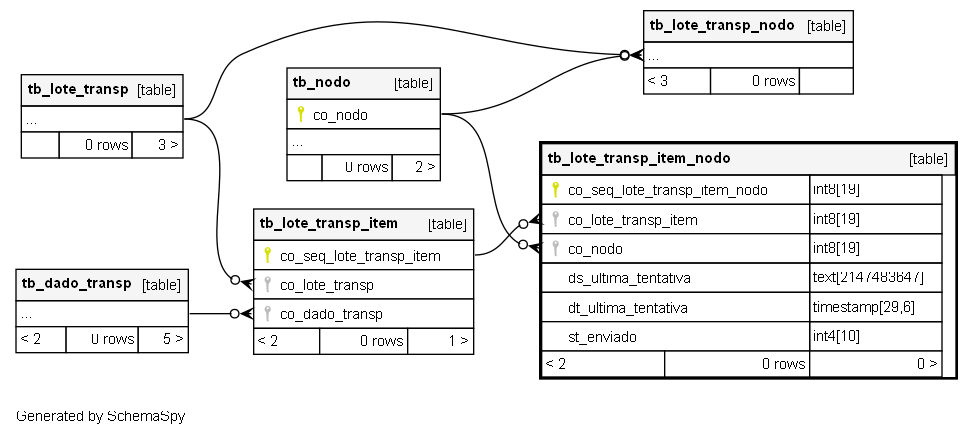 tb_lote_transp_nodo [table]
...
< 3 0 rows
tb_lote_transp [table]
...
0 rows 3 >
tb_nodo [table]
co_nodo
...
0 rows 2 >
tb_lote_transp_item_nodo [table]
co_seq_lote_transp_item_nodo int8[19]
co_lote_transp_item int8[19]
co_nodo int8[19]
ds_ultima_tentativa text[2147483647]
dt_ultima_tentativa timestamp[29,6]
st_enviado int4[10]
< 2 0 rows 0 >
tb_lote_transp_item [table]
co_seq_lote_transp_item
co_lote_transp
co_dado_transp
< 2 0 rows 1 >
tb_dado_transp [table]
...
< 2 0 rows 5 >
Generated by SchemaSpy